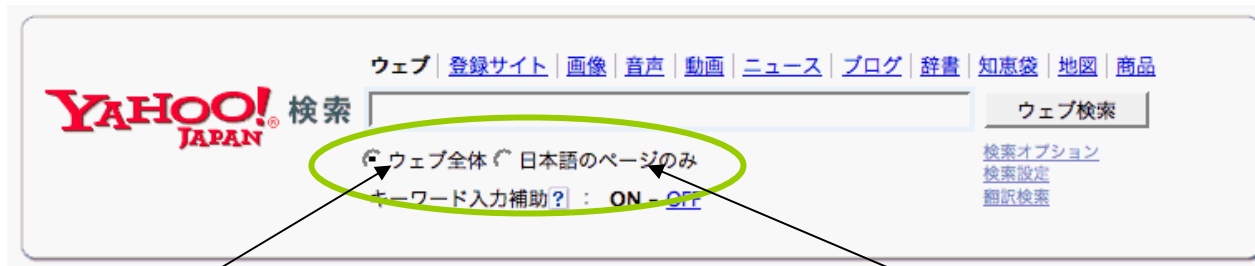 ウェブ | 登録サイト | 画像 | 音声 | 動画 | ニュース | ブログ | 辞書 | 知恵袋 | 地図 | 商品
YAHOO!® JAPAN 検索 ウェブ検索
ウェブ全体 日本語のページのみ 検索オプション
検索設定
キーワード入力補助? : ON - OFF 翻訳検索